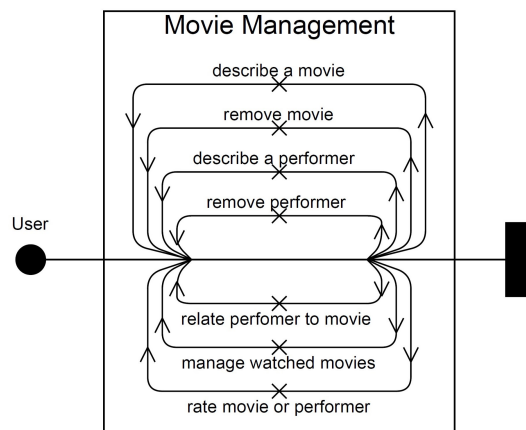 Movie Management
describe a movie
remove movie
describe a performer
remove performer
User
relate perfomer to movie
manage watched movies
rate movie or performer